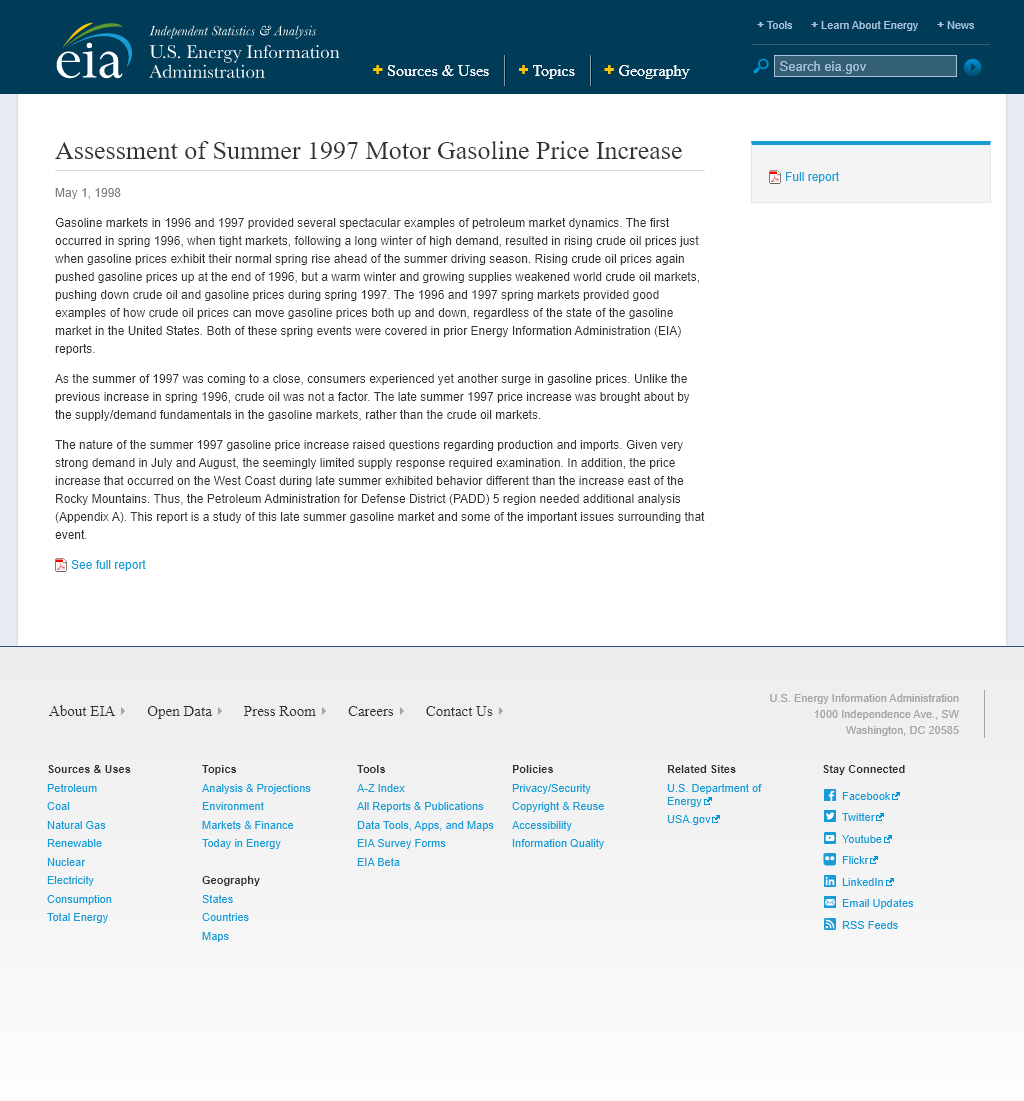 Independent Statistics & Analysis
eia
U.S. Energy Information
Administration
Sources & Uses
Topics
Geography
Tools
Learn About Energy
News
Search eia.gov
Assessment of Summer 1997 Motor Gasoline Price Increase
May 1, 1998
Gasoline markets in 1996 and 1997 provided several spectacular examples of petroleum market dynamics. The first
occurred in spring 1996, when tight markets, following a long winter of high demand, resulted in rising crude oil prices just
when gasoline prices exhibit their normal spring rise ahead of the summer driving season. Rising crude oil prices again
pushed gasoline prices up at the end of 1996, but a warm winter and growing supplies weakened world crude oil markets,
pushing down crude oil and gasoline prices during spring 1997. The 1996 and 1997 spring markets provided good
examples of how crude oil prices can move gasoline prices both up and down, regardless of the state of the gasoline
market in the United States. Both of these spring events were covered in prior Energy Information Administration (EIA)
reports.
As the summer of 1997 was coming to a close, consumers experienced yet another surge in gasoline prices. Unlike the
previous increase in spring 1996, crude oil was not a factor. The late summer 1997 price increase was brought about by
the supply/demand fundamentals in the gasoline markets, rather than the crude oil markets.
The nature of the summer 1997 gasoline price increase raised questions regarding production and imports. Given very
strong demand in July and August, the seemingly limited supply response required examination. In addition, the price
increase that occurred on the West Coast during late summer exhibited behavior different than the increase east of the
Rocky Mountains. Thus, the Petroleum Administration for Defense District (PADD) 5 region needed additional analysis
(Appendix A). This report is a study of this late summer gasoline market and some of the important issues surrounding that
event.
See full report
Full report
About EIA
Open Data
Press Room
Careers
Contact Us
U.S. Energy Information Administration
1000 Independence Ave., SW
Washington, DC 20585
Sources & Uses
Petroleum
Coal
Natural Gas
Renewable
Nuclear
Electricity
Consumption
Total Energy
Topics
Analysis & Projections
Environment
Markets & Finance
Today in Energy
Geography
States
Countries
Maps
Tools
A-Z Index
All Reports & Publications
Data Tools, Apps, and Maps
EIA Survey Forms
EIA Beta
Policies
Privacy/Security
Copyright & Reuse
Accessibility
Information Quality
Related Sites
U.S. Department of
Energy
USA.gov
Stay Connected
Facebook
Twitter
Youtube
Flickr
LinkedIn
Email Updates
RSS Feeds